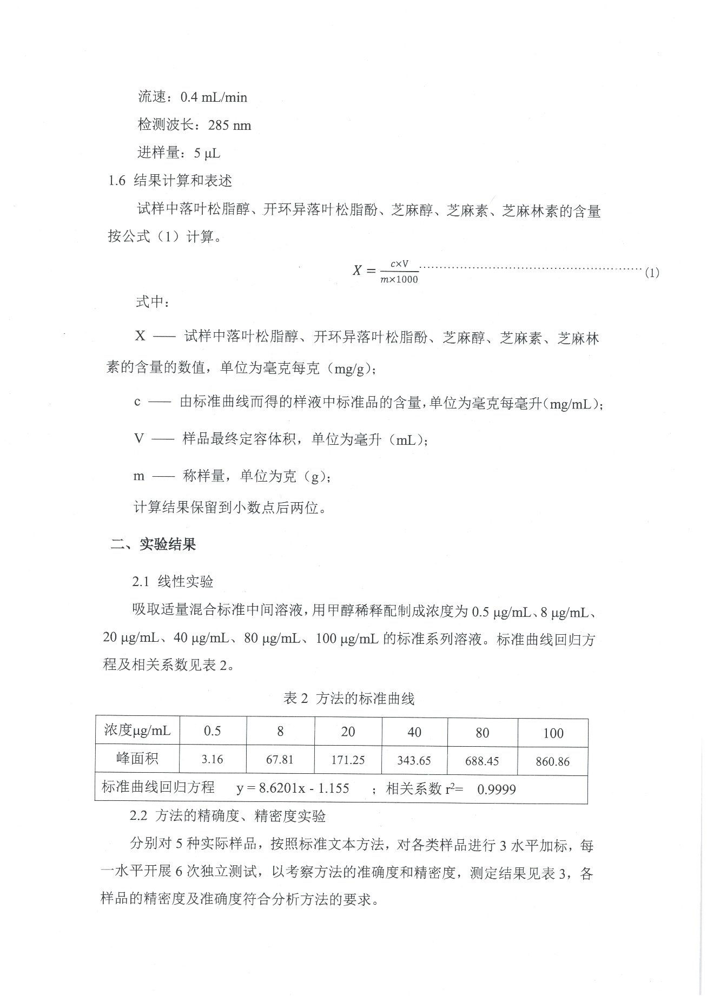 流速：0.4 mL/min
检测波长：285 nm
进样量：5 μL
1.6 结果计算和表述
试样中落叶松脂醇、开环异落叶松脂酚、芝麻醇、芝麻素、芝麻林素的含量
按公式（1）计算。
X = c×V / m×1000 ……………………………………………… (1)
式中：
X —— 试样中落叶松脂醇、开环异落叶松脂酚、芝麻醇、芝麻素、芝麻林
素的含量的数值，单位为毫克每克（mg/g）；
c —— 由标准曲线而得的样液中标准品的含量，单位为毫克每毫升（mg/mL）；
V —— 样品最终定容体积，单位为毫升（mL）；
m —— 称样量，单位为克（g）；
计算结果保留到小数点后两位。
二、实验结果
2.1 线性实验
吸取适量混合标准中间溶液，用甲醇稀释配制成浓度为 0.5 μg/mL、8 μg/mL、
20 μg/mL、40 μg/mL、80 μg/mL、100 μg/mL 的标准系列溶液。标准曲线回归方
程及相关系数见表 2。
表 2 方法的标准曲线
浓度μg/mL 0.5 8 20 40 80 100
峰面积 3.16 67.81 171.25 343.65 688.45 860.86
标准曲线回归方程 y = 8.6201x - 1.155 ；相关系数 r²= 0.9999
2.2 方法的精确度、精密度实验
分别对 5 种实际样品，按照标准文本方法，对各类样品进行 3 水平加标，每
一水平开展 6 次独立测试，以考察方法的准确度和精密度，测定结果见表 3，各
样品的精密度及准确度符合分析方法的要求。